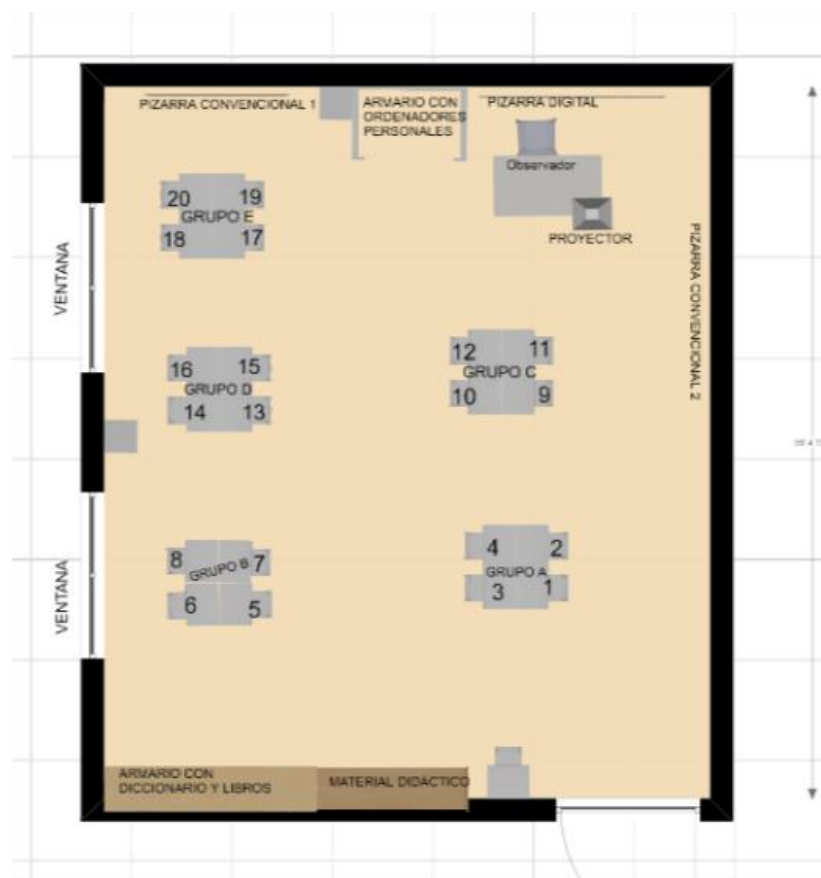 PIZARRA CONVENCIONAL 1
ARMARIO CON
ORDENADORES
PERSONALES
PIZARRA DIGITAL
Observador
PROYECTOR
PIZARRA CONVENCIONAL 2
20 19
GRUPO E
18 17
VENTANA
12 11
GRUPO C
10 9
16 15
GRUPO D
14 13
4 2
GRUPO A
3 1
8 7
GRUPO B
6 5
VENTANA
ARMARIO CON
DICCIONARIO Y LIBROS
MATERIAL DIDACTICO